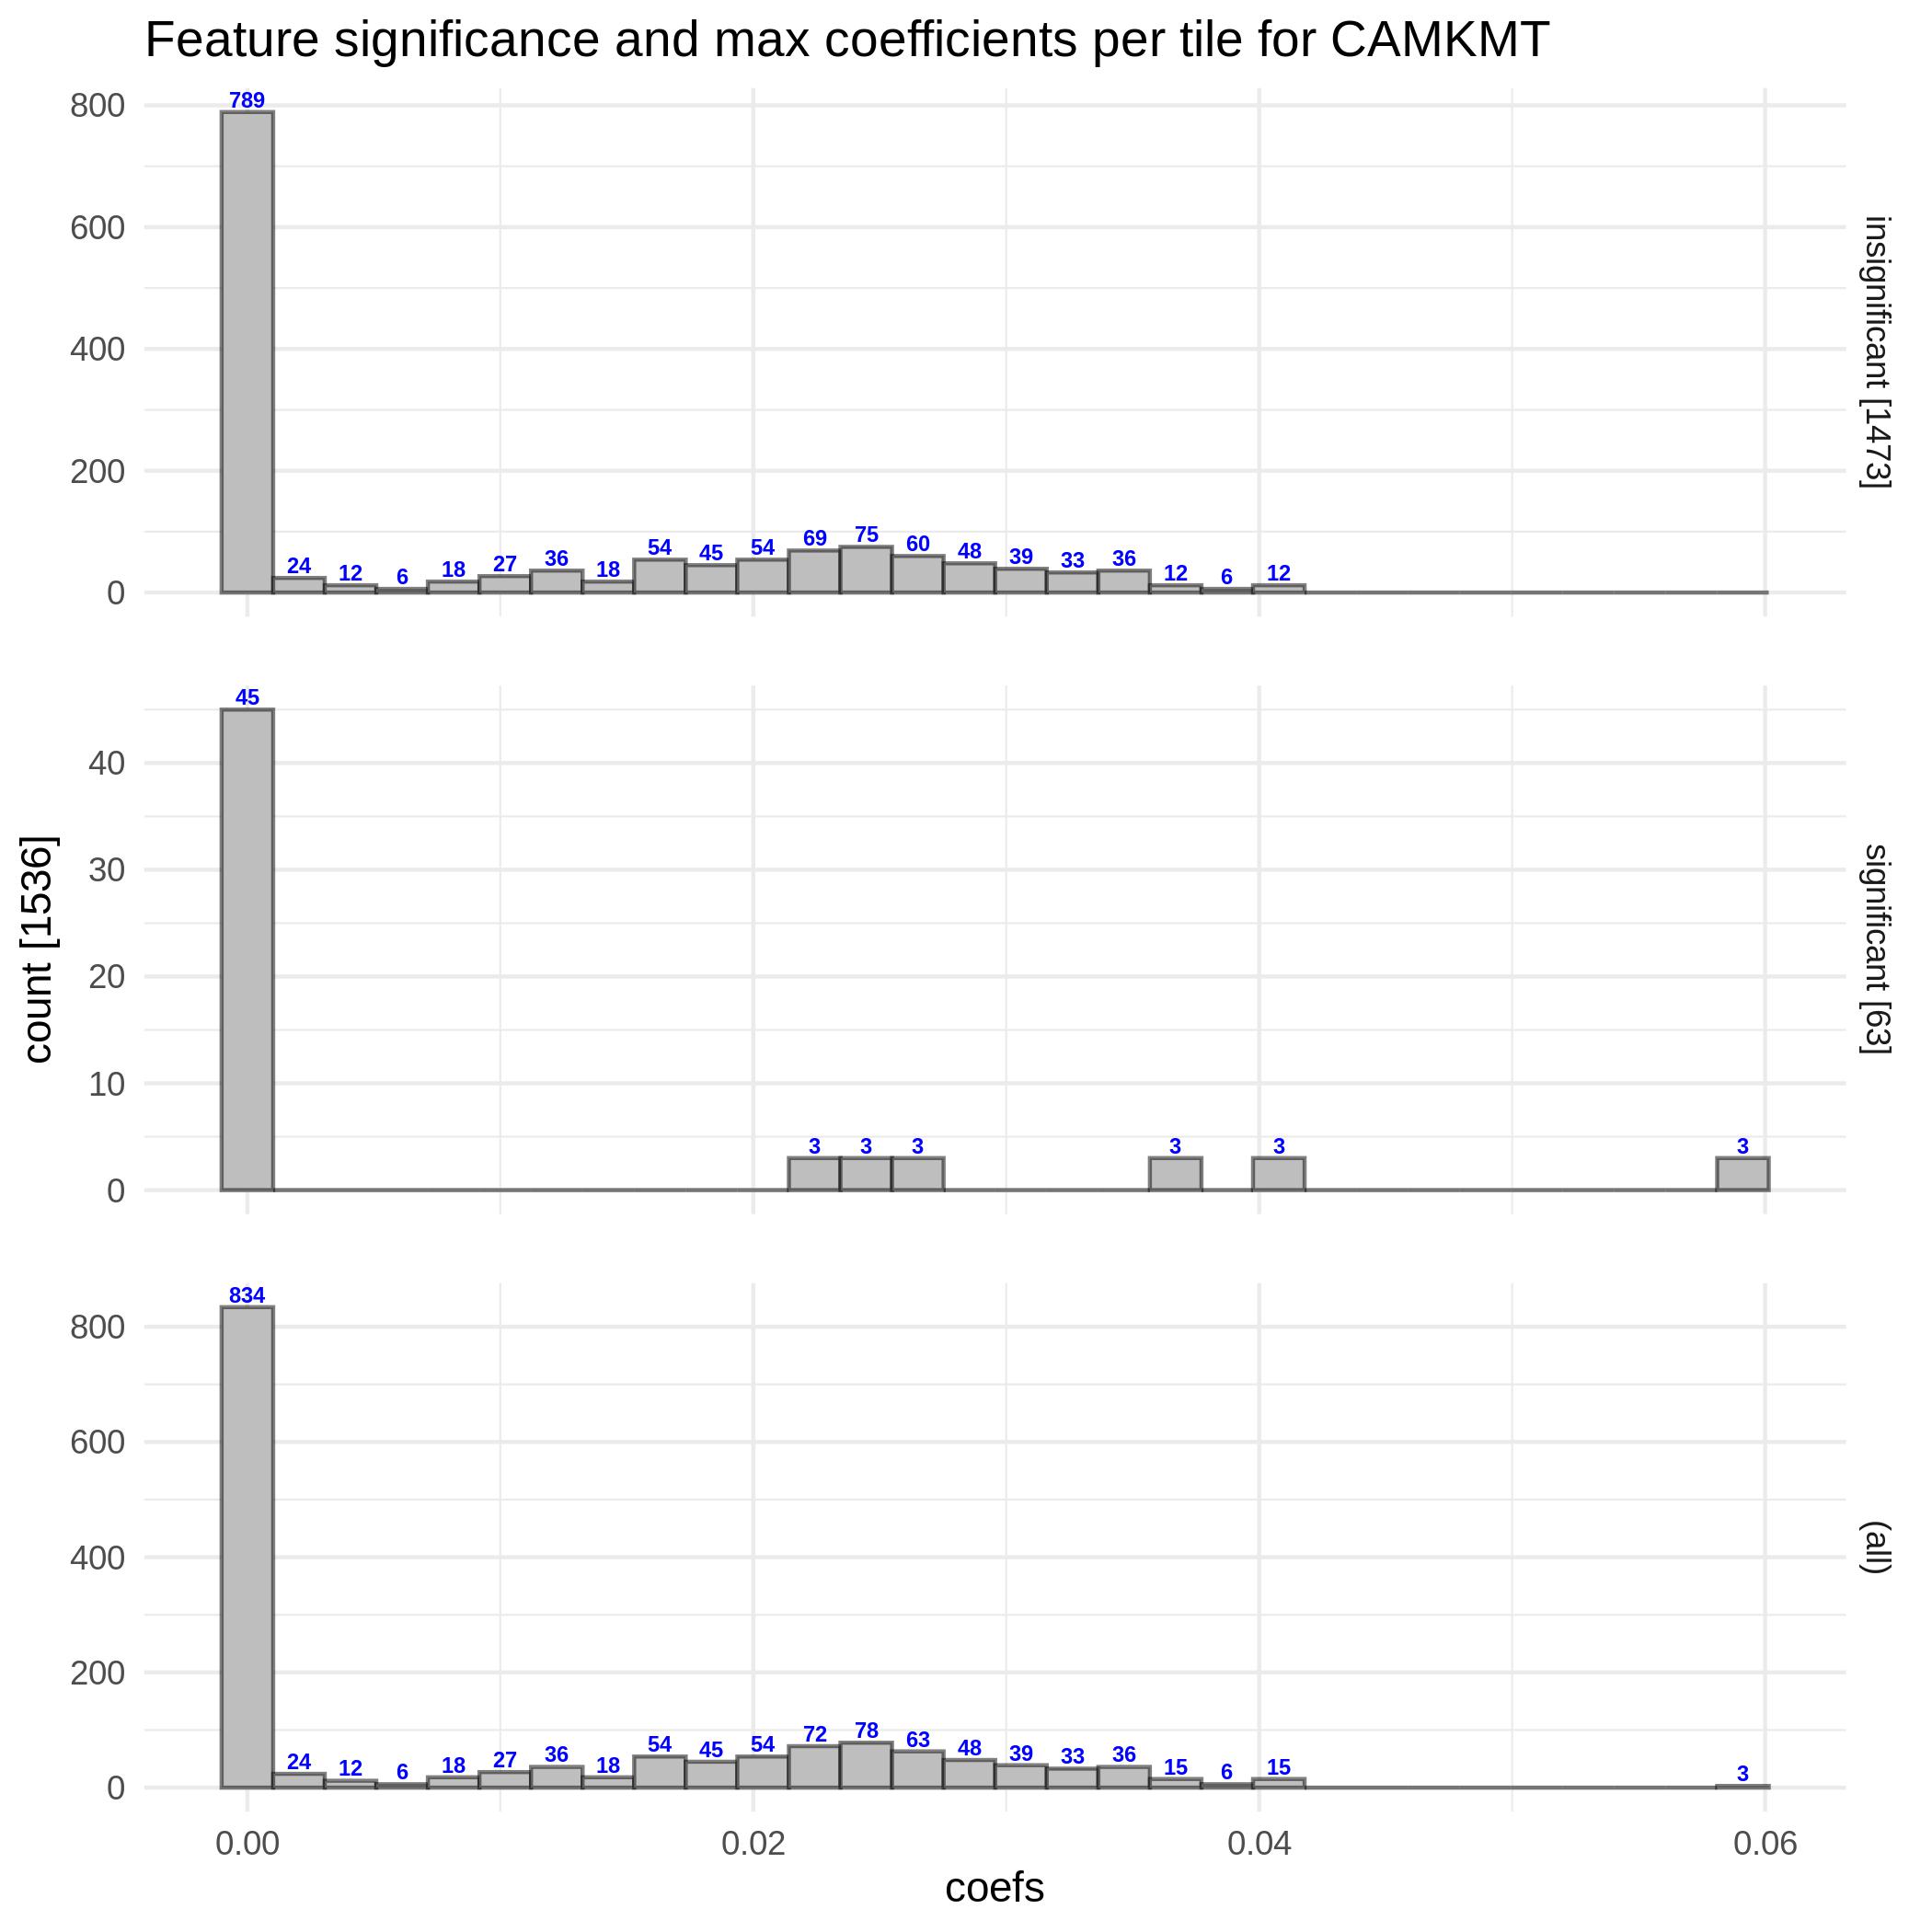 Feature significance and max coefficients per tile for CAMKMT
800
600
400
200
0
789
24 12 6 18 27 36 18 54 45 54 69 75 60 48 39 33 36 12 6 12
insignificant [1473]
count [1536]
40
30
20
10
0
45
3 3 3 3 3 3
significant [63]
800
600
400
200
0
834
24 12 6 18 27 36 18 54 45 54 72 78 63 48 39 33 36 15 6 15 3
(all)
0.00 0.02 0.04 0.06
coefs